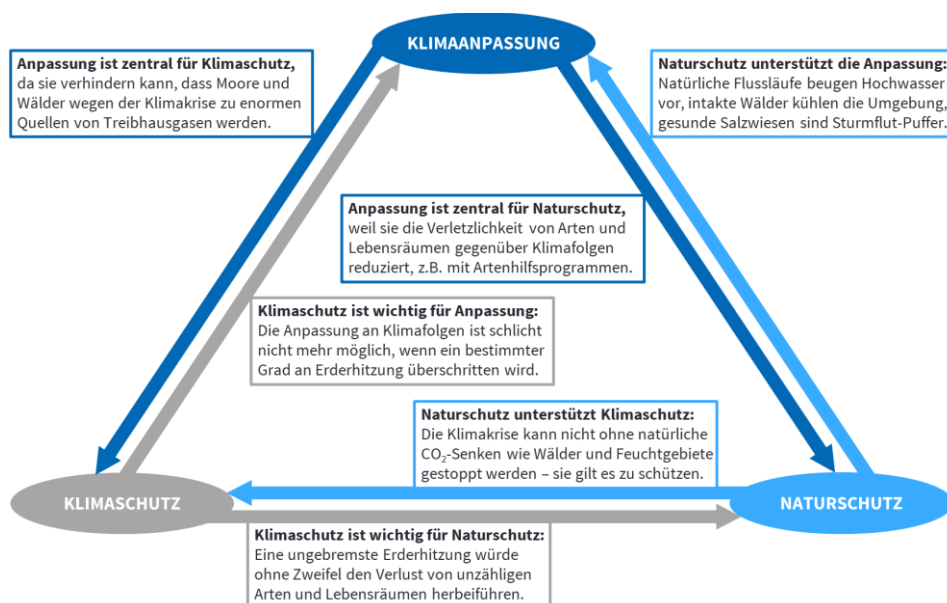 KLIMAANPASSUNG
Anpassung ist zentral für Klimaschutz,
da sie verhindern kann, dass Moore und
Wälder wegen der Klimakrise zu enormen
Quellen von Treibhausgasen werden.
Naturschutz unterstützt die Anpassung:
Natürliche Flussläufe beugen Hochwasser
vor, intakte Wälder kühlen die Umgebung,
gesunde Salzwiesen sind Sturmflut-Puffer.
Anpassung ist zentral für Naturschutz,
weil sie die Verletzlichkeit von Arten und
Lebensräumen gegenüber Klimafolgen
reduziert, z.B. mit Artenhilfsprogrammen.
Klimaschutz ist wichtig für Anpassung:
Die Anpassung an Klimafolgen ist schlicht
nicht mehr möglich, wenn ein bestimmter
Grad an Erderhitzung überschritten wird.
Naturschutz unterstützt Klimaschutz:
Die Klimakrise kann nicht ohne natürliche
CO₂-Senken wie Wälder und Feuchtgebiete
gestoppt werden – sie gilt es zu schützen.
KLIMASCHUTZ
NATURSCHUTZ
Klimaschutz ist wichtig für Naturschutz:
Eine ungebremste Erderhitzung würde
ohne Zweifel den Verlust von unzähligen
Arten und Lebensräumen herbeiführen.